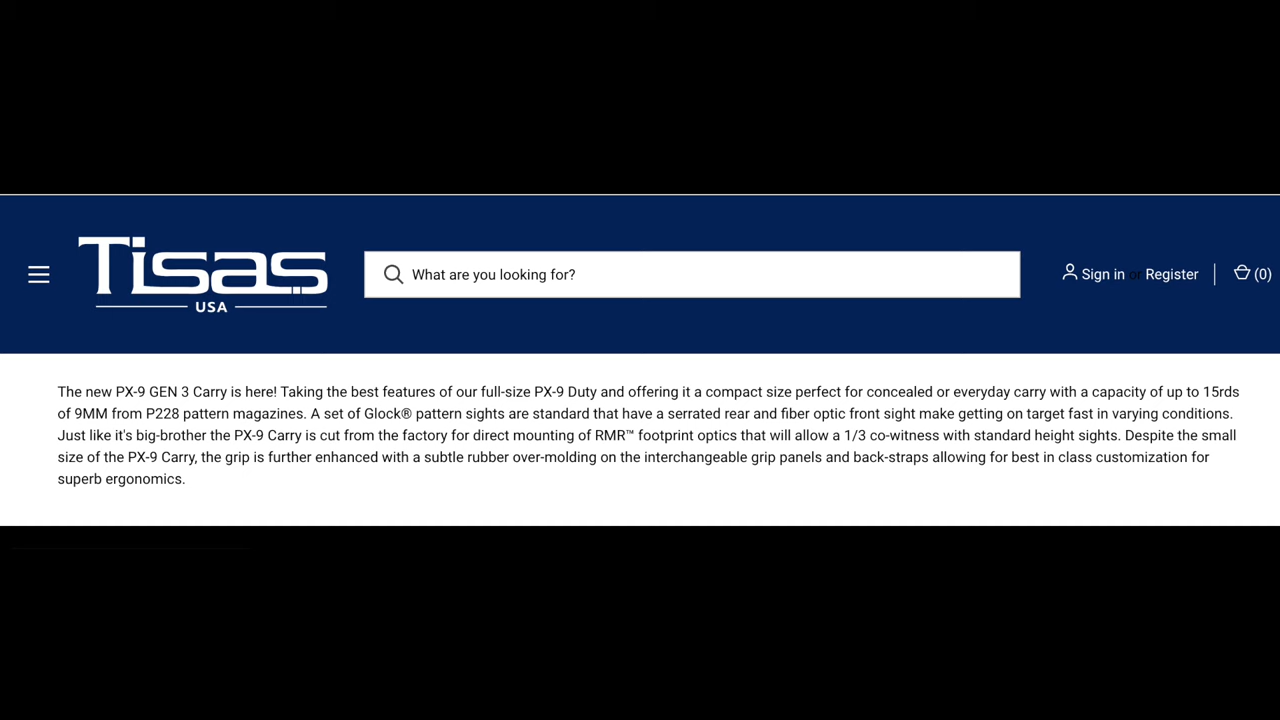 Tisas
USA
What are you looking for?
Sign in or Register
(0)
The new PX-9 GEN 3 Carry is here! Taking the best features of our full-size PX-9 Duty and offering it a compact size perfect for concealed or everyday carry with a capacity of up to 15rds
of 9MM from P228 pattern magazines. A set of Glock® pattern sights are standard that have a serrated rear and fiber optic front sight make getting on target fast in varying conditions.
Just like it's big-brother the PX-9 Carry is cut from the factory for direct mounting of RMR™ footprint optics that will allow a 1/3 co-witness with standard height sights. Despite the small
size of the PX-9 Carry, the grip is further enhanced with a subtle rubber over-molding on the interchangeable grip panels and back-straps allowing for best in class customization for
superb ergonomics.